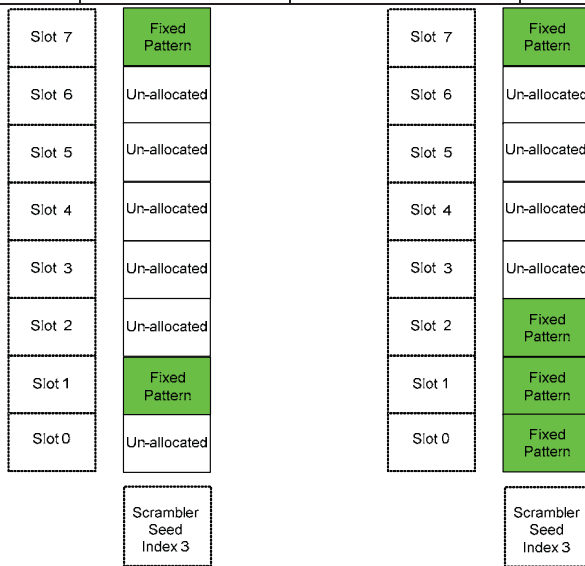 Slot 7
Fixed
Pattern
Slot 7
Fixed
Pattern
Slot 6
Un-allocated
Slot 6
Un-allocated
Slot 5
Un-allocated
Slot 5
Un-allocated
Slot 4
Un-allocated
Slot 4
Un-allocated
Slot 3
Un-allocated
Slot 3
Un-allocated
Slot 2
Un-allocated
Slot 2
Fixed
Pattern
Slot 1
Fixed
Pattern
Slot 1
Fixed
Pattern
Slot 0
Un-allocated
Slot 0
Fixed
Pattern
Scrambler
Seed
Index 3
Scrambler
Seed
Index 3